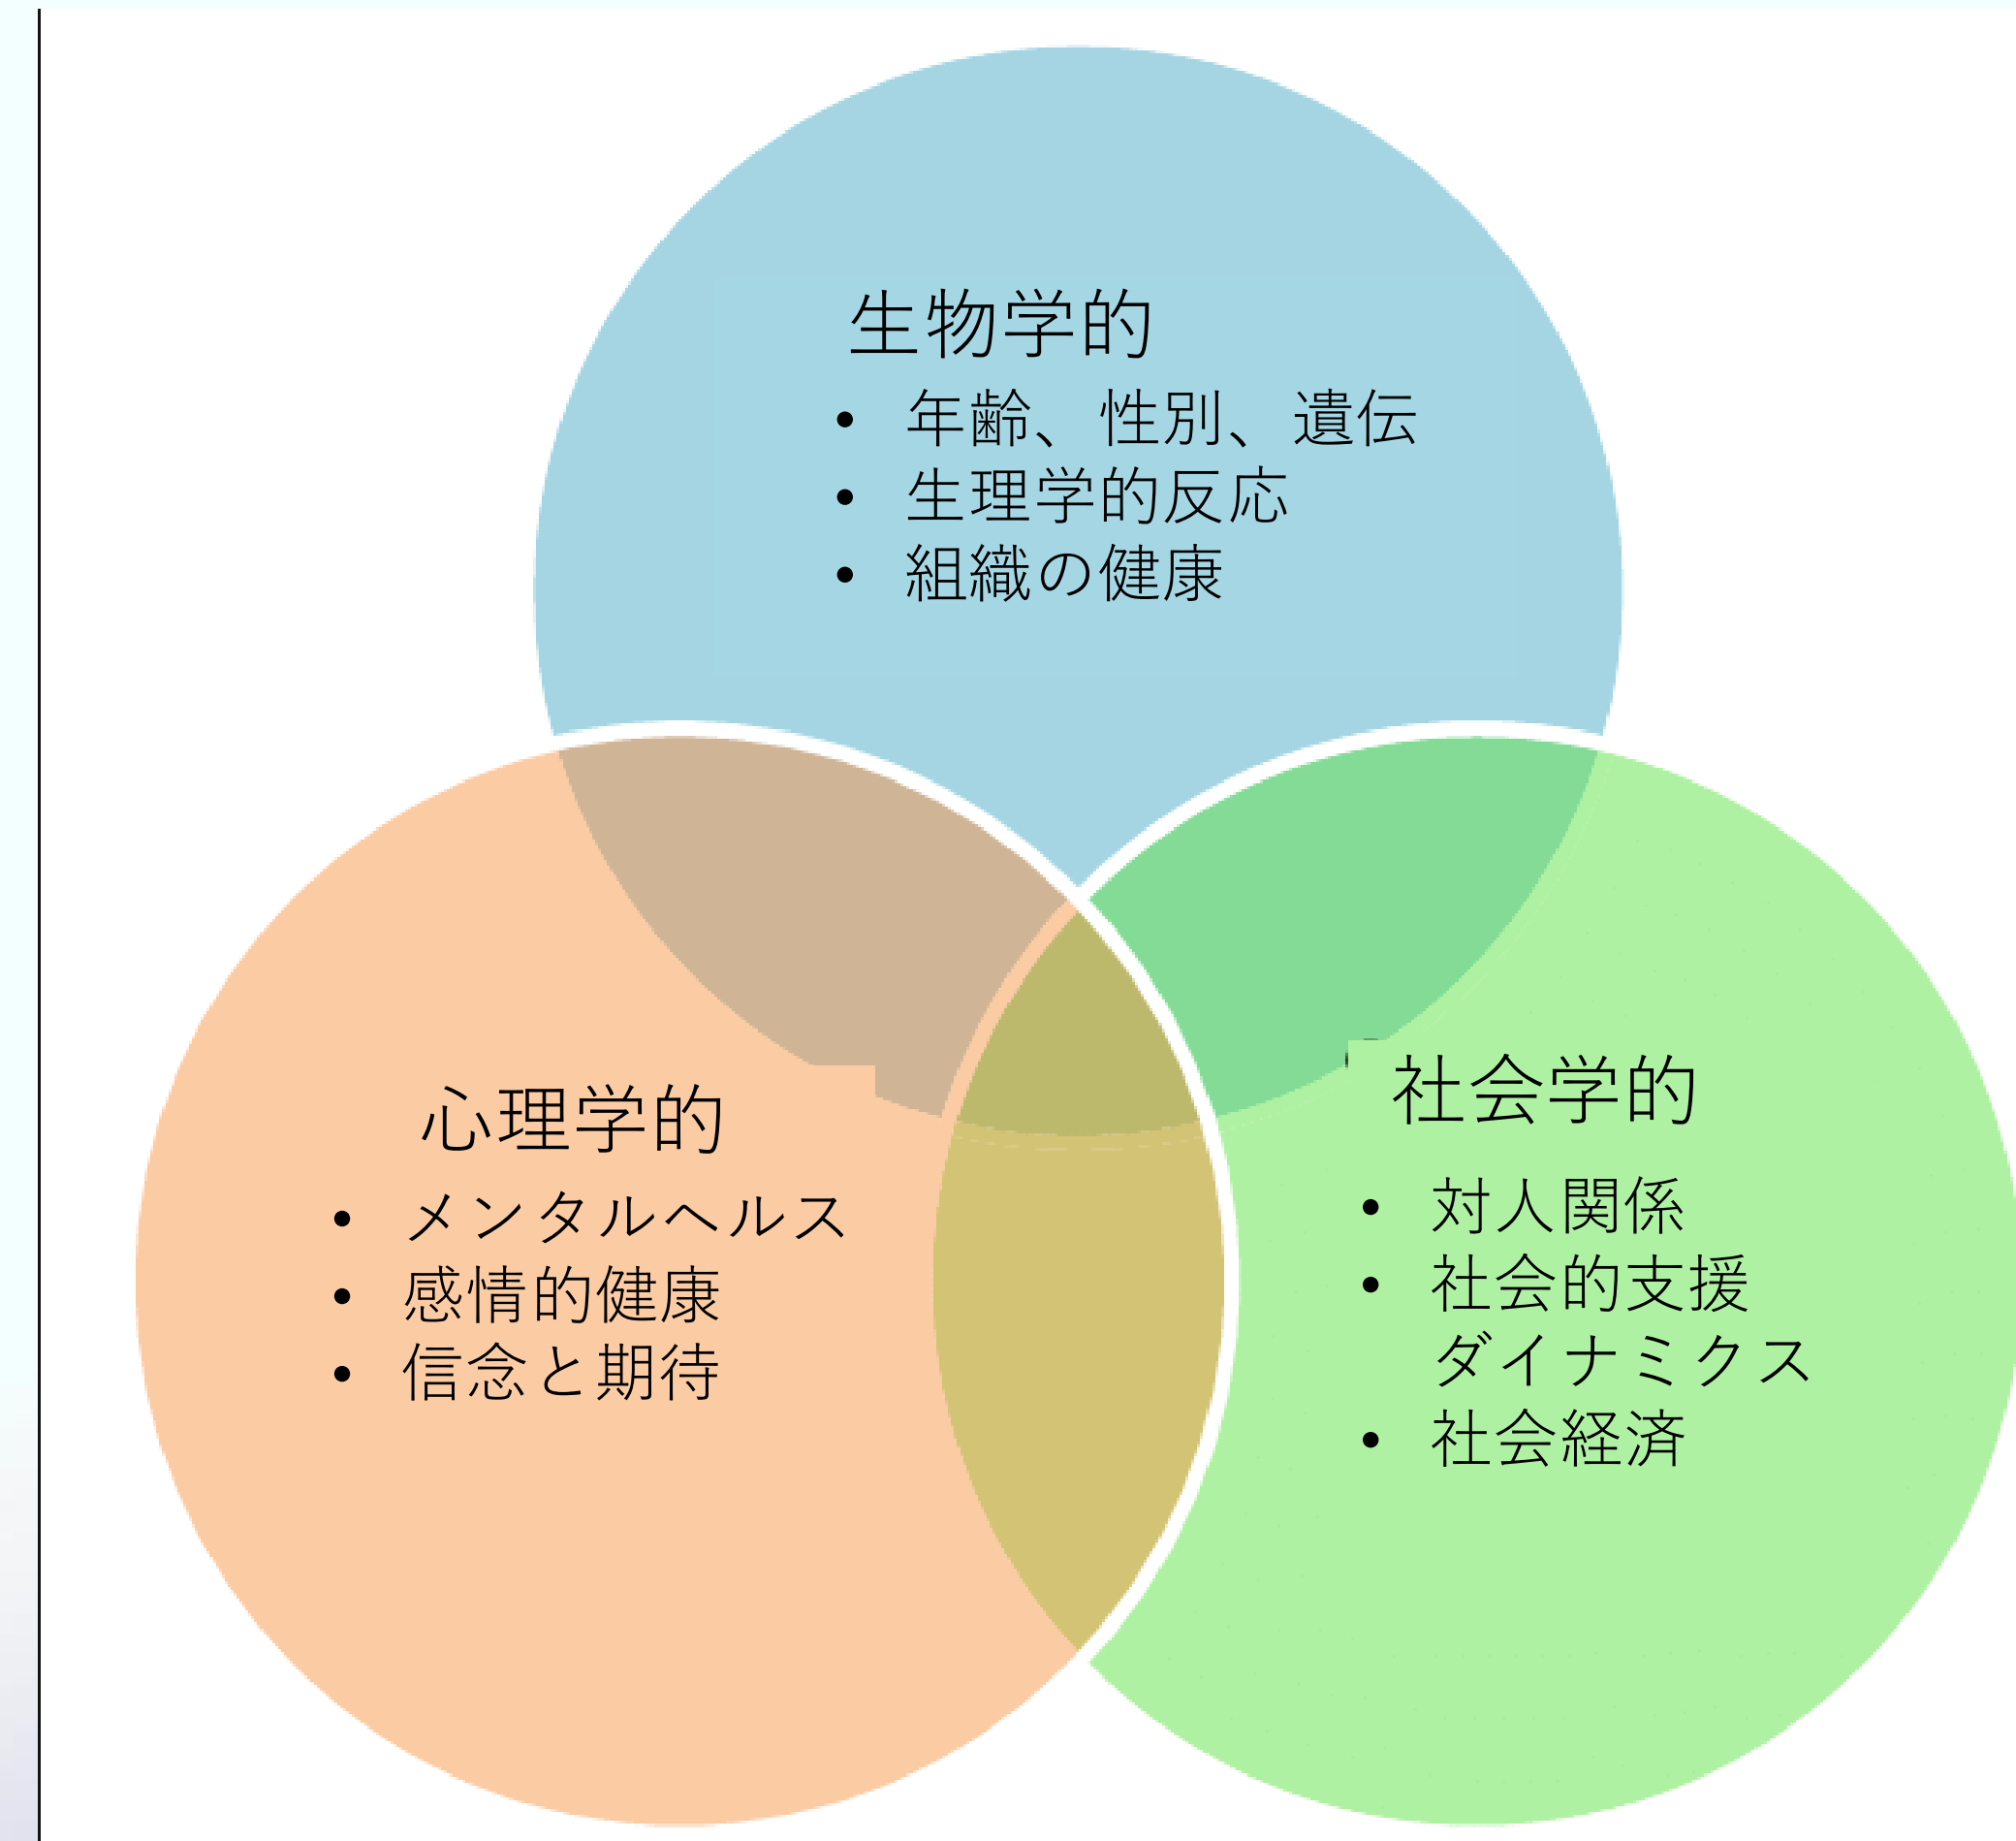 生物学的
• 年齢、性別、遺伝
• 生理学的反応
• 組織の健康
心理学的
• メンタルヘルス
• 感情的健康
• 信念と期待
社会学的
• 対人関係
• 社会的支援
ダイナミクス
• 社会経済